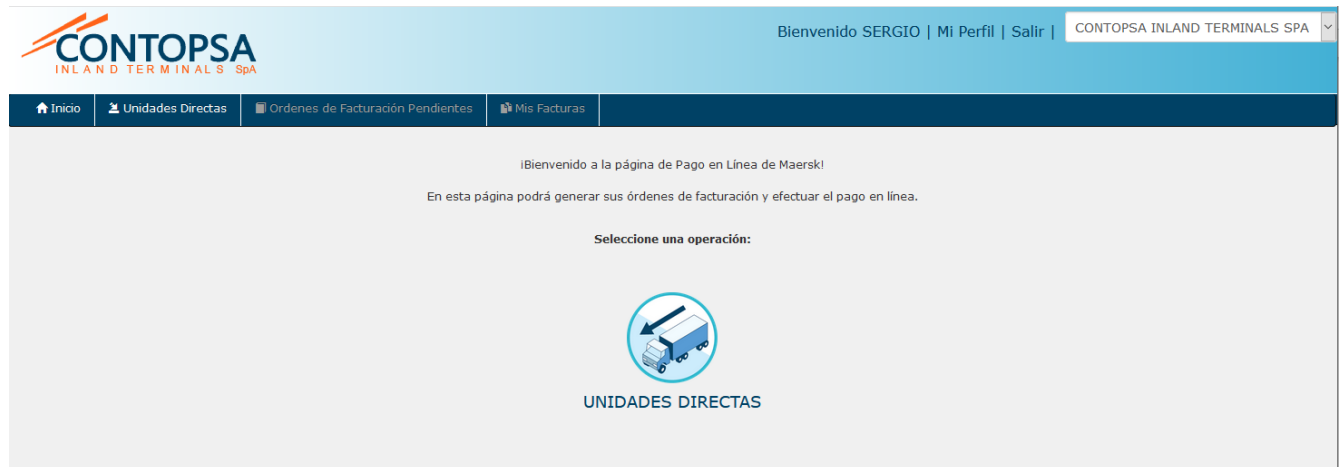 CONTOPSA
INLAND TERMINALS SpA
Bienvenido SERGIO | Mi Perfil | Salir |
CONTOPSA INLAND TERMINALS SPA
Inicio
Unidades Directas
Ordenes de Facturación Pendientes
Mis Facturas
¡Bienvenido a la página de Pago en Línea de Maersk!
En esta página podrá generar sus órdenes de facturación y efectuar el pago en línea.
Seleccione una operación:
UNIDADES DIRECTAS